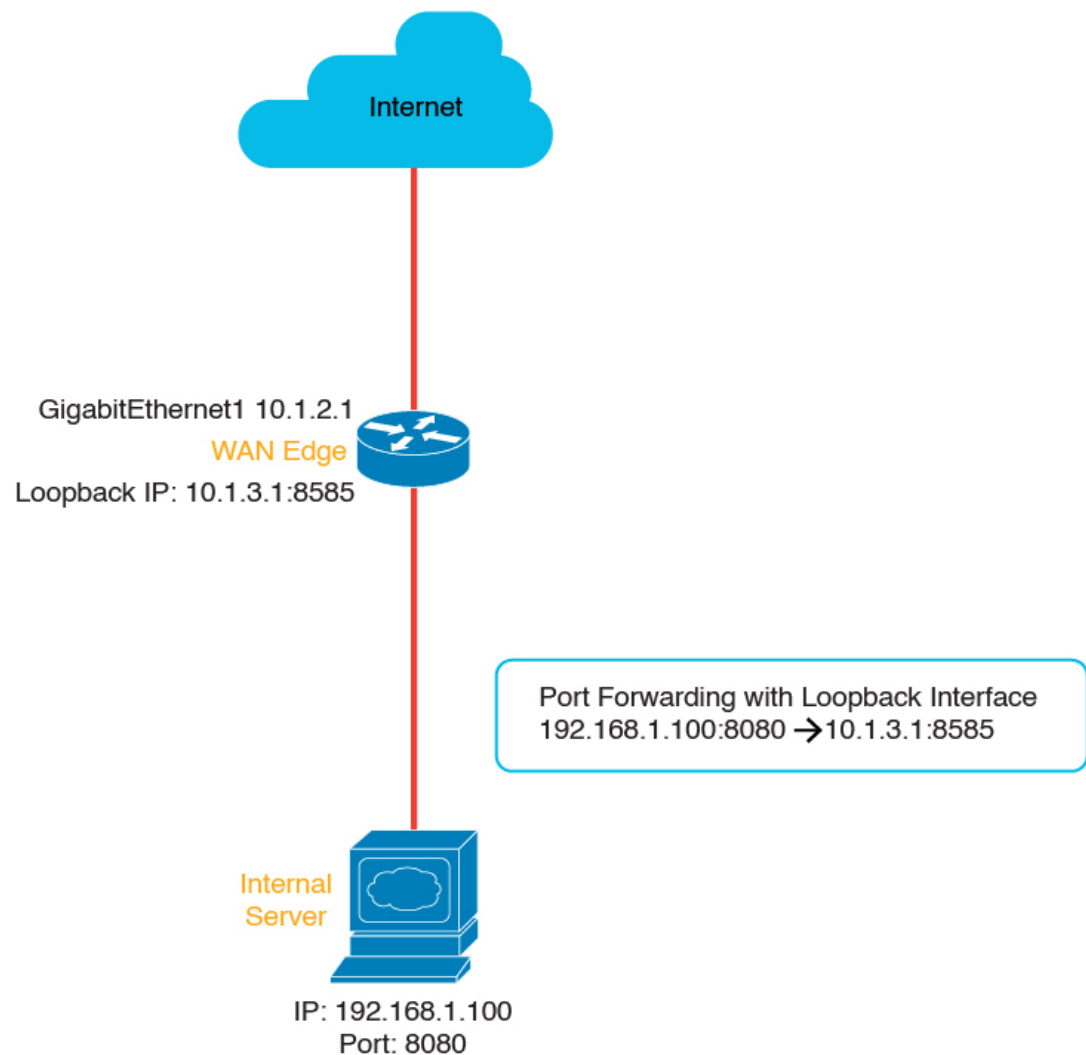 Internet
GigabitEthernet1 10.1.2.1
WAN Edge
Loopback IP: 10.1.3.1:8585
Port Forwarding with Loopback Interface
192.168.1.100:8080 → 10.1.3.1:8585
Internal
Server
IP: 192.168.1.100
Port: 8080